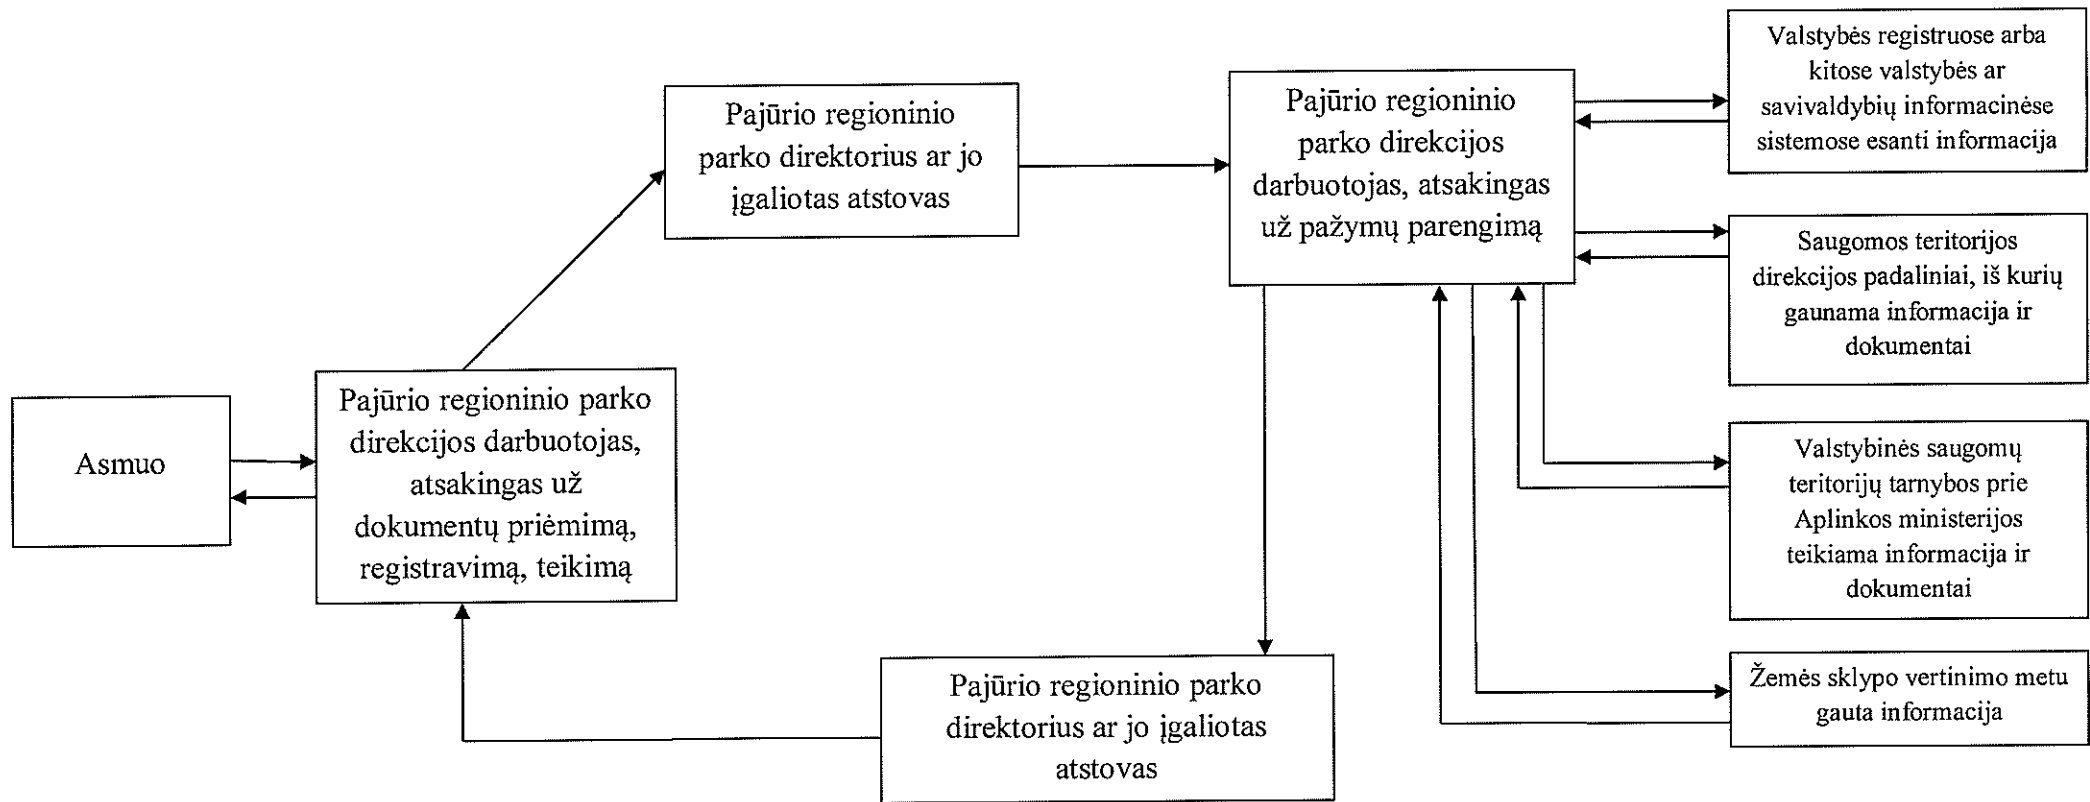 Asmuo
Pajūrio regioninio parko
direkcijos darbuotojas,
atsakingas už
dokumentų priėmimą,
registravimą, teikimą
Pajūrio regioninio
parko direktorius ar jo
įgaliotas atstovas
Pajūrio regioninio
parko direkcijos
darbuotojas, atsakingas
už pažymų parengimą
Valstybės registruose arba
kitose valstybės ar
savivaldybių informacinėse
sistemose esanti informacija
Saugomos teritorijos
direkcijos padaliniai, iš kurių
gaunama informacija ir
dokumentai
Valstybinės saugomų
teritorijų tarnybos prie
Aplinkos ministerijos
teikiama informacija ir
dokumentai
Žemės sklypo vertinimo metu
gauta informacija
Pajūrio regioninio parko
direktorius ar jo įgaliotas
atstovas